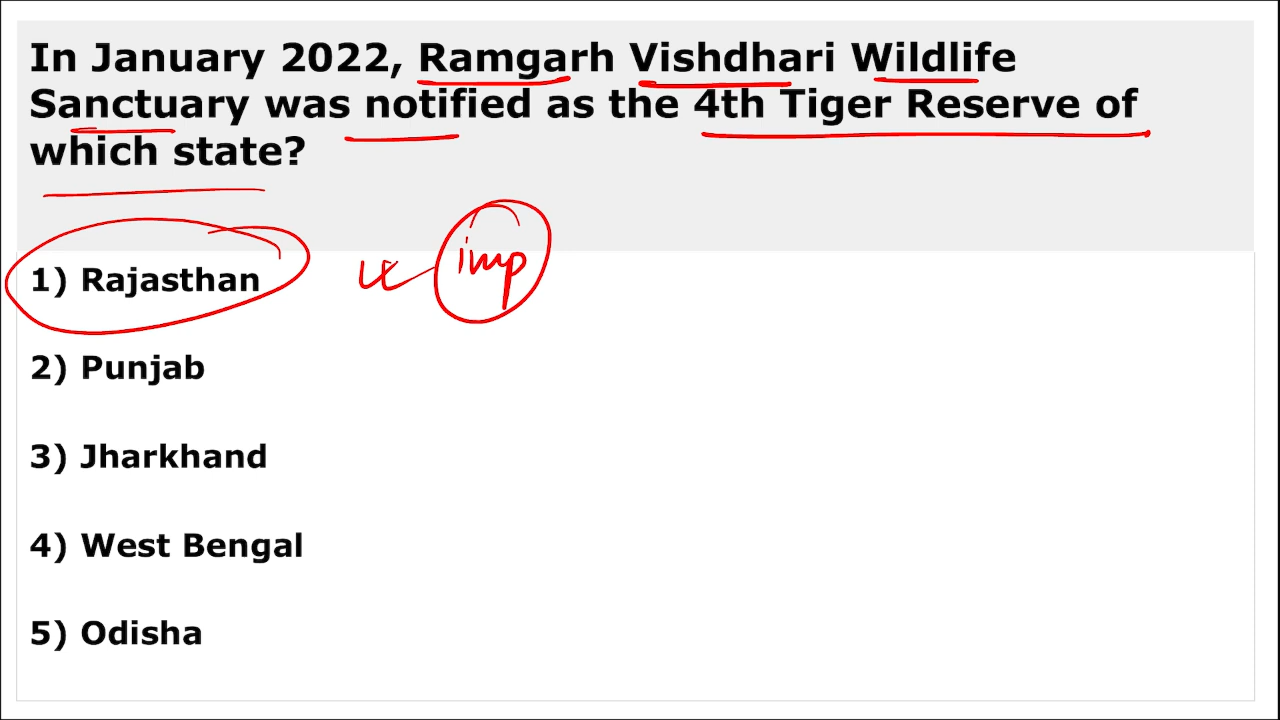 In January 2022, Ramgarh Vishdhari Wildlife
Sanctuary was notified as the 4th Tiger Reserve of
which state?
1) Rajasthan
imp
2) Punjab
3) Jharkhand
4) West Bengal
5) Odisha